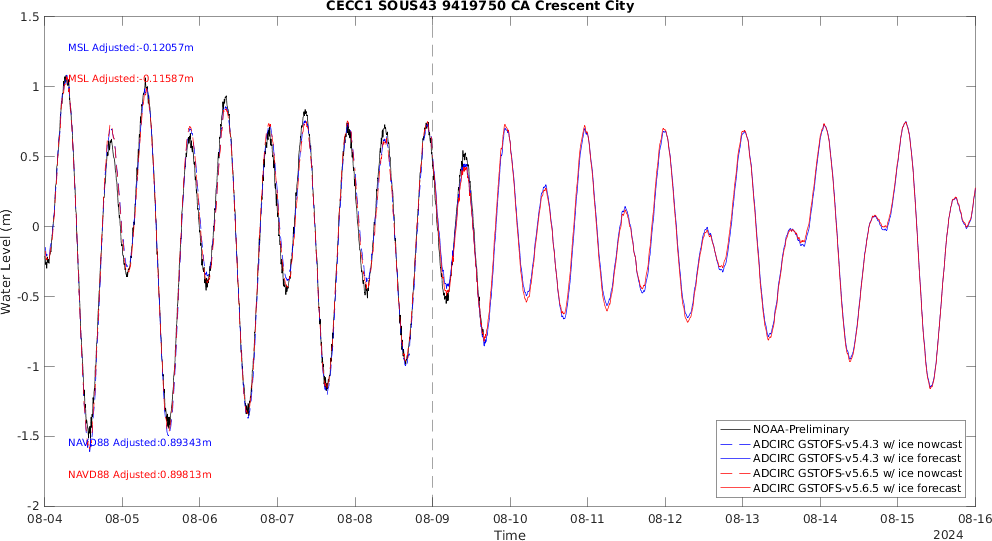 CECC1 SOUS43 9419750 CA Crescent City
1.5
1
0.5
0
-0.5
-1
-1.5
-2
Water Level (m)
MSL Adjusted:-0.12057m
MSL Adjusted:-0.11587m
NAVD88 Adjusted:0.89343m
NAVD88 Adjusted:0.89813m
NOAA-Preliminary
ADCIRC GSTOFS-v5.4.3 w/ ice nowcast
ADCIRC GSTOFS-v5.4.3 w/ ice forecast
ADCIRC GSTOFS-v5.6.5 w/ ice nowcast
ADCIRC GSTOFS-v5.6.5 w/ ice forecast
08-04 08-05 08-06 08-07 08-08 08-09 08-10 08-11 08-12 08-13 08-14 08-15 08-16
Time
2024